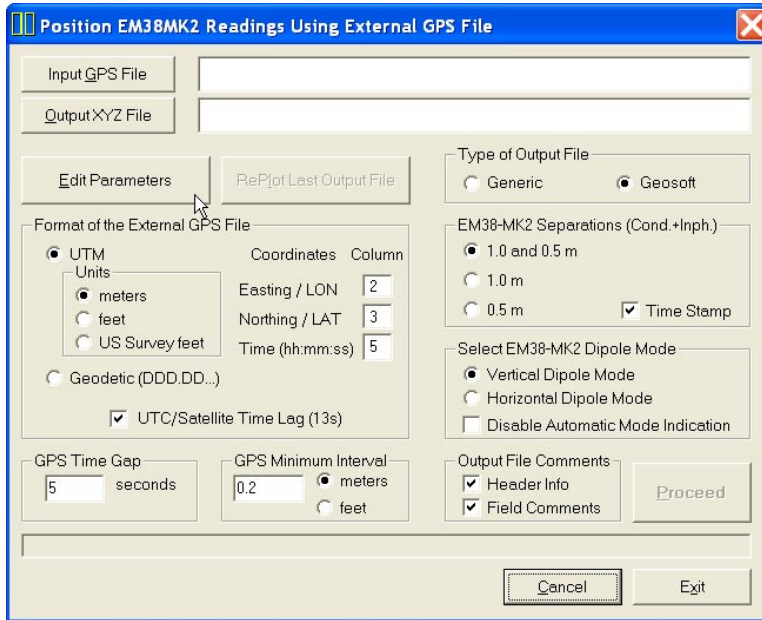 Position EM38MK2 Readings Using External GPS File
Input GPS File
Output XYZ File
Edit Parameters
RePlot Last Output File
Type of Output File
Generic
Geosoft
Format of the External GPS File
UTM
Units
meters
feet
US Survey feet
Coordinates Column
Easting / LON 2
Northing / LAT 3
Time (hh:mm:ss) 5
Geodetic (DDD.DD...)
UTC/Satellite Time Lag (13s)
EM38-MK2 Separations (Cond.+Inph.)
1.0 and 0.5 m
1.0 m
0.5 m
Time Stamp
Select EM38-MK2 Dipole Mode
Vertical Dipole Mode
Horizontal Dipole Mode
Disable Automatic Mode Indication
GPS Time Gap
5 seconds
GPS Minimum Interval
0.2
meters
feet
Output File Comments
Header Info
Field Comments
Proceed
Cancel
Exit